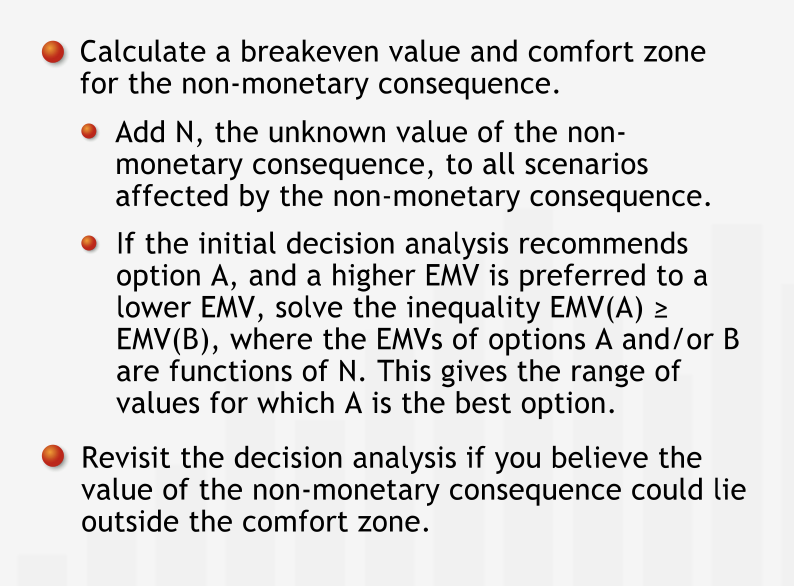 Calculate a breakeven value and comfort zone
for the non-monetary consequence.
Add N, the unknown value of the non-
monetary consequence, to all scenarios
affected by the non-monetary consequence.
If the initial decision analysis recommends
option A, and a higher EMV is preferred to a
lower EMV, solve the inequality EMV(A) ≥
EMV(B), where the EMVs of options A and/or B
are functions of N. This gives the range of
values for which A is the best option.
Revisit the decision analysis if you believe the
value of the non-monetary consequence could lie
outside the comfort zone.